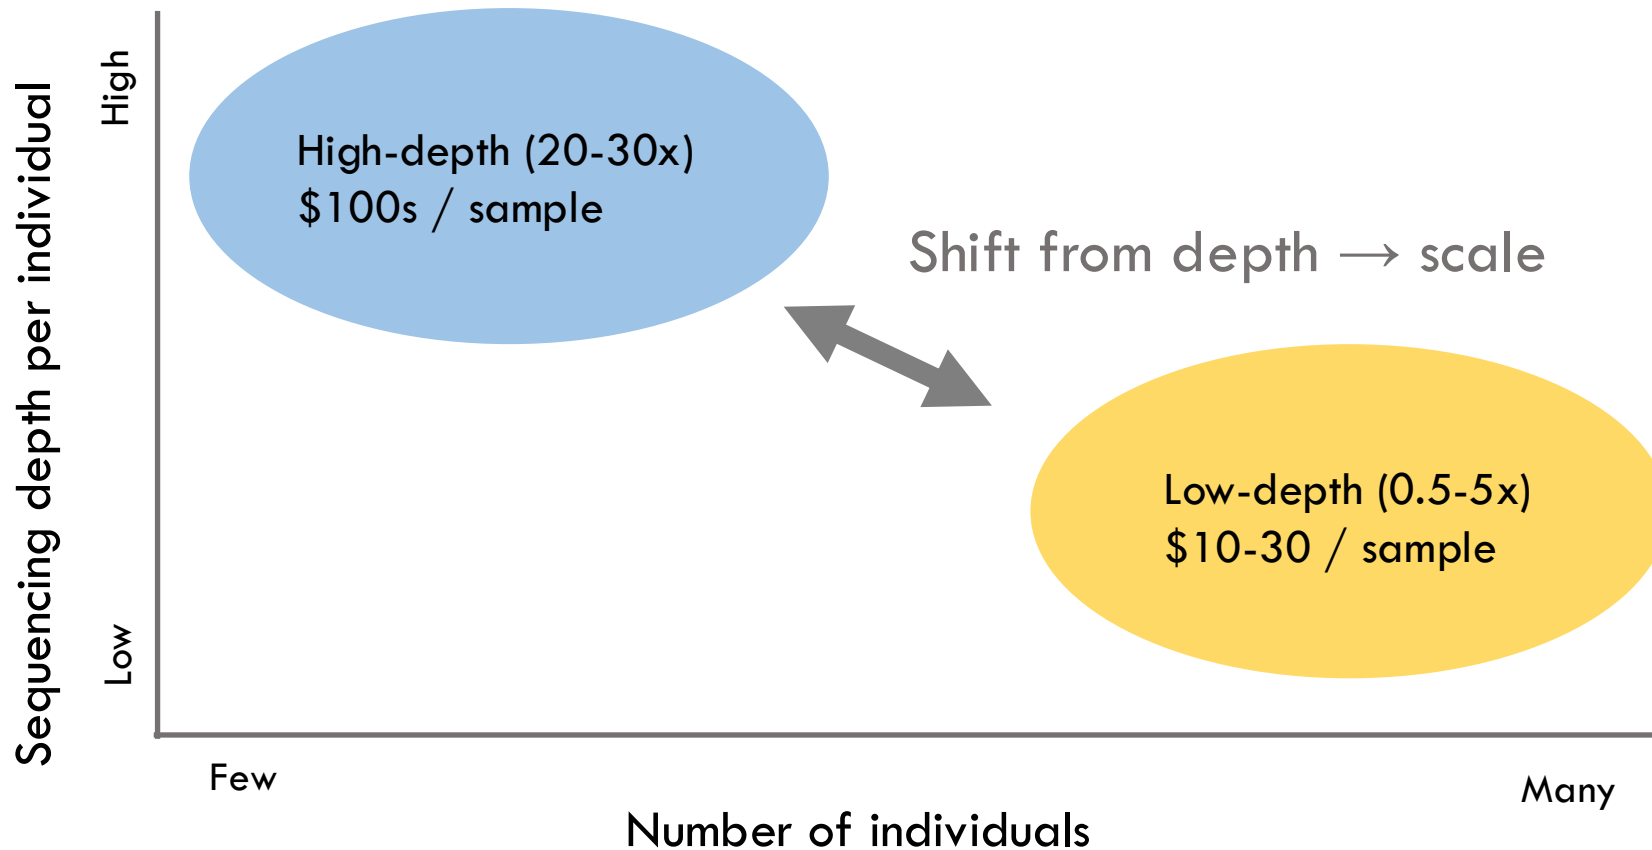 Sequencing depth per individual
High
Low
High-depth (20-30x)
$100s / sample
Shift from depth → scale
Low-depth (0.5-5x)
$10-30 / sample
Few
Many
Number of individuals